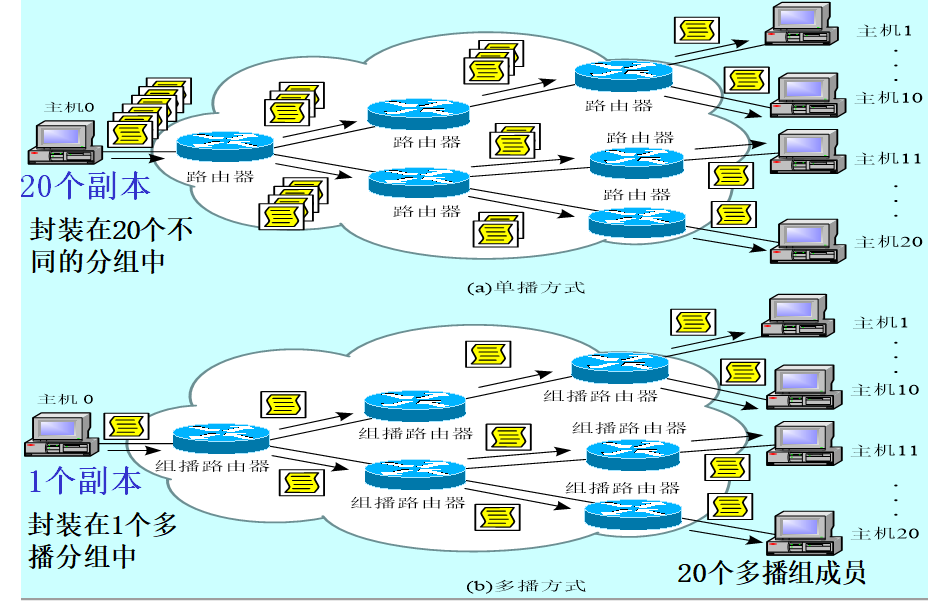 主机1
主机0
路由器
主机10
路由器
路由器
主机11
20个副本
路由器
路由器
路由器
封装在20个不
同的分组中
主机20
(a)单播方式
主机1
主机0
组播路由器
主机10
组播路由器
组播路由器
主机11
组播路由器
1个副本
组播路由器
组播路由器
封装在1个多
播分组中
主机20
20个多播组成员
(b)多播方式